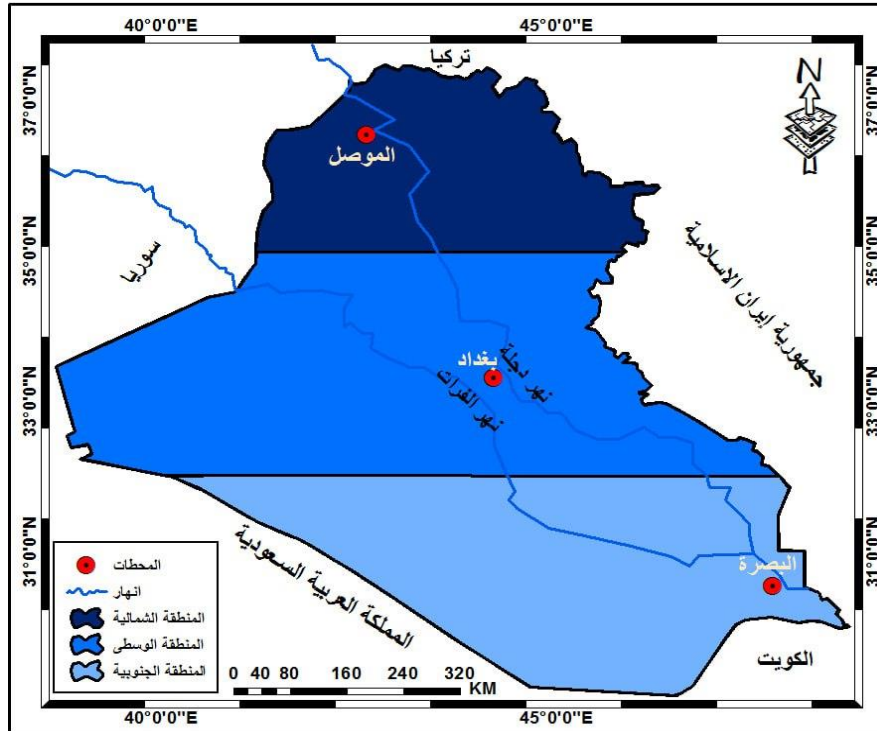 40°0'0"E 45°0'0"E
تركيا
N
37°0'0"N 37°0'0"N
الموصل
35°0'0"N 35°0'0"N
سوريا
جمهورية إيران الاسلامية
بغداد
نهر دجلة
نهر الفرات
33°0'0"N 33°0'0"N
31°0'0"N 31°0'0"N
المملكة العربية السعودية
البصرة
الكويت
المحطات
انهار
المنطقة الشمالية
المنطقة الوسطى
المنطقة الجنوبية
0 40 80 160 240 320
KM
40°0'0"E 45°0'0"E